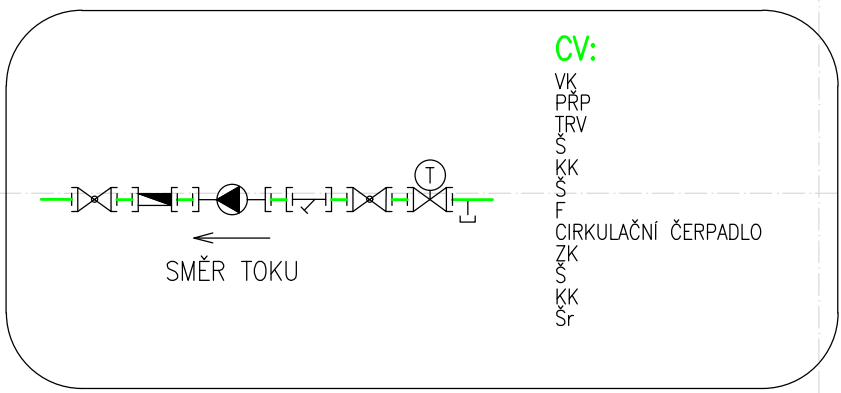 CV:
VK
PŘP
TRV
Š
KK
Š
F
CIRKULAČNÍ ČERPADLO
ZK
Š
KK
Šr
T
SMĚR TOKU